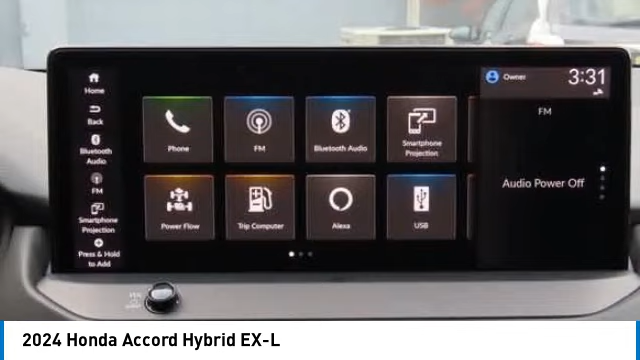 Home
Back
Bluetooth
Audio
FM
Smartphone
Projection
Press & Hold
to Add
Phone
FM
Bluetooth Audio
Smartphone
Projection
Power Flow
Trip Computer
Alexa
USB
Owner
3:31
FM
Audio Power Off
2024 Honda Accord Hybrid EX-L